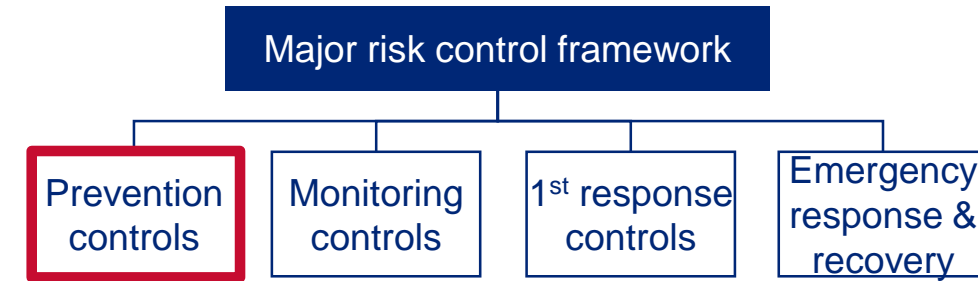 Major risk control framework
Prevention
controls
Monitoring
controls
1st response
controls
Emergency
response &
recovery